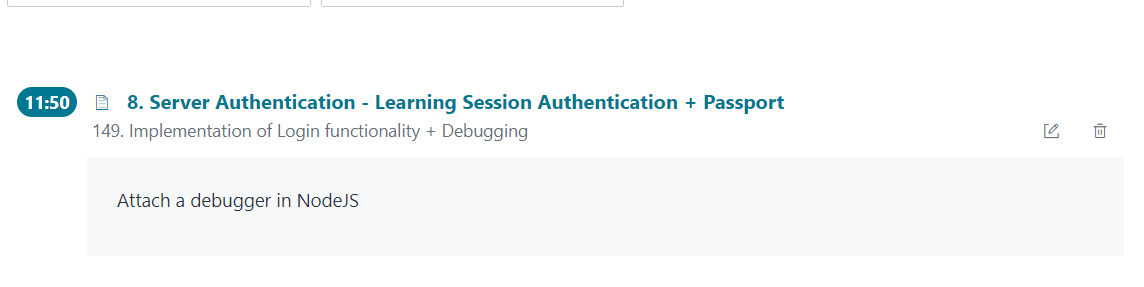 11:50 8. Server Authentication - Learning Session Authentication + Passport
149. Implementation of Login functionality + Debugging
Attach a debugger in NodeJS